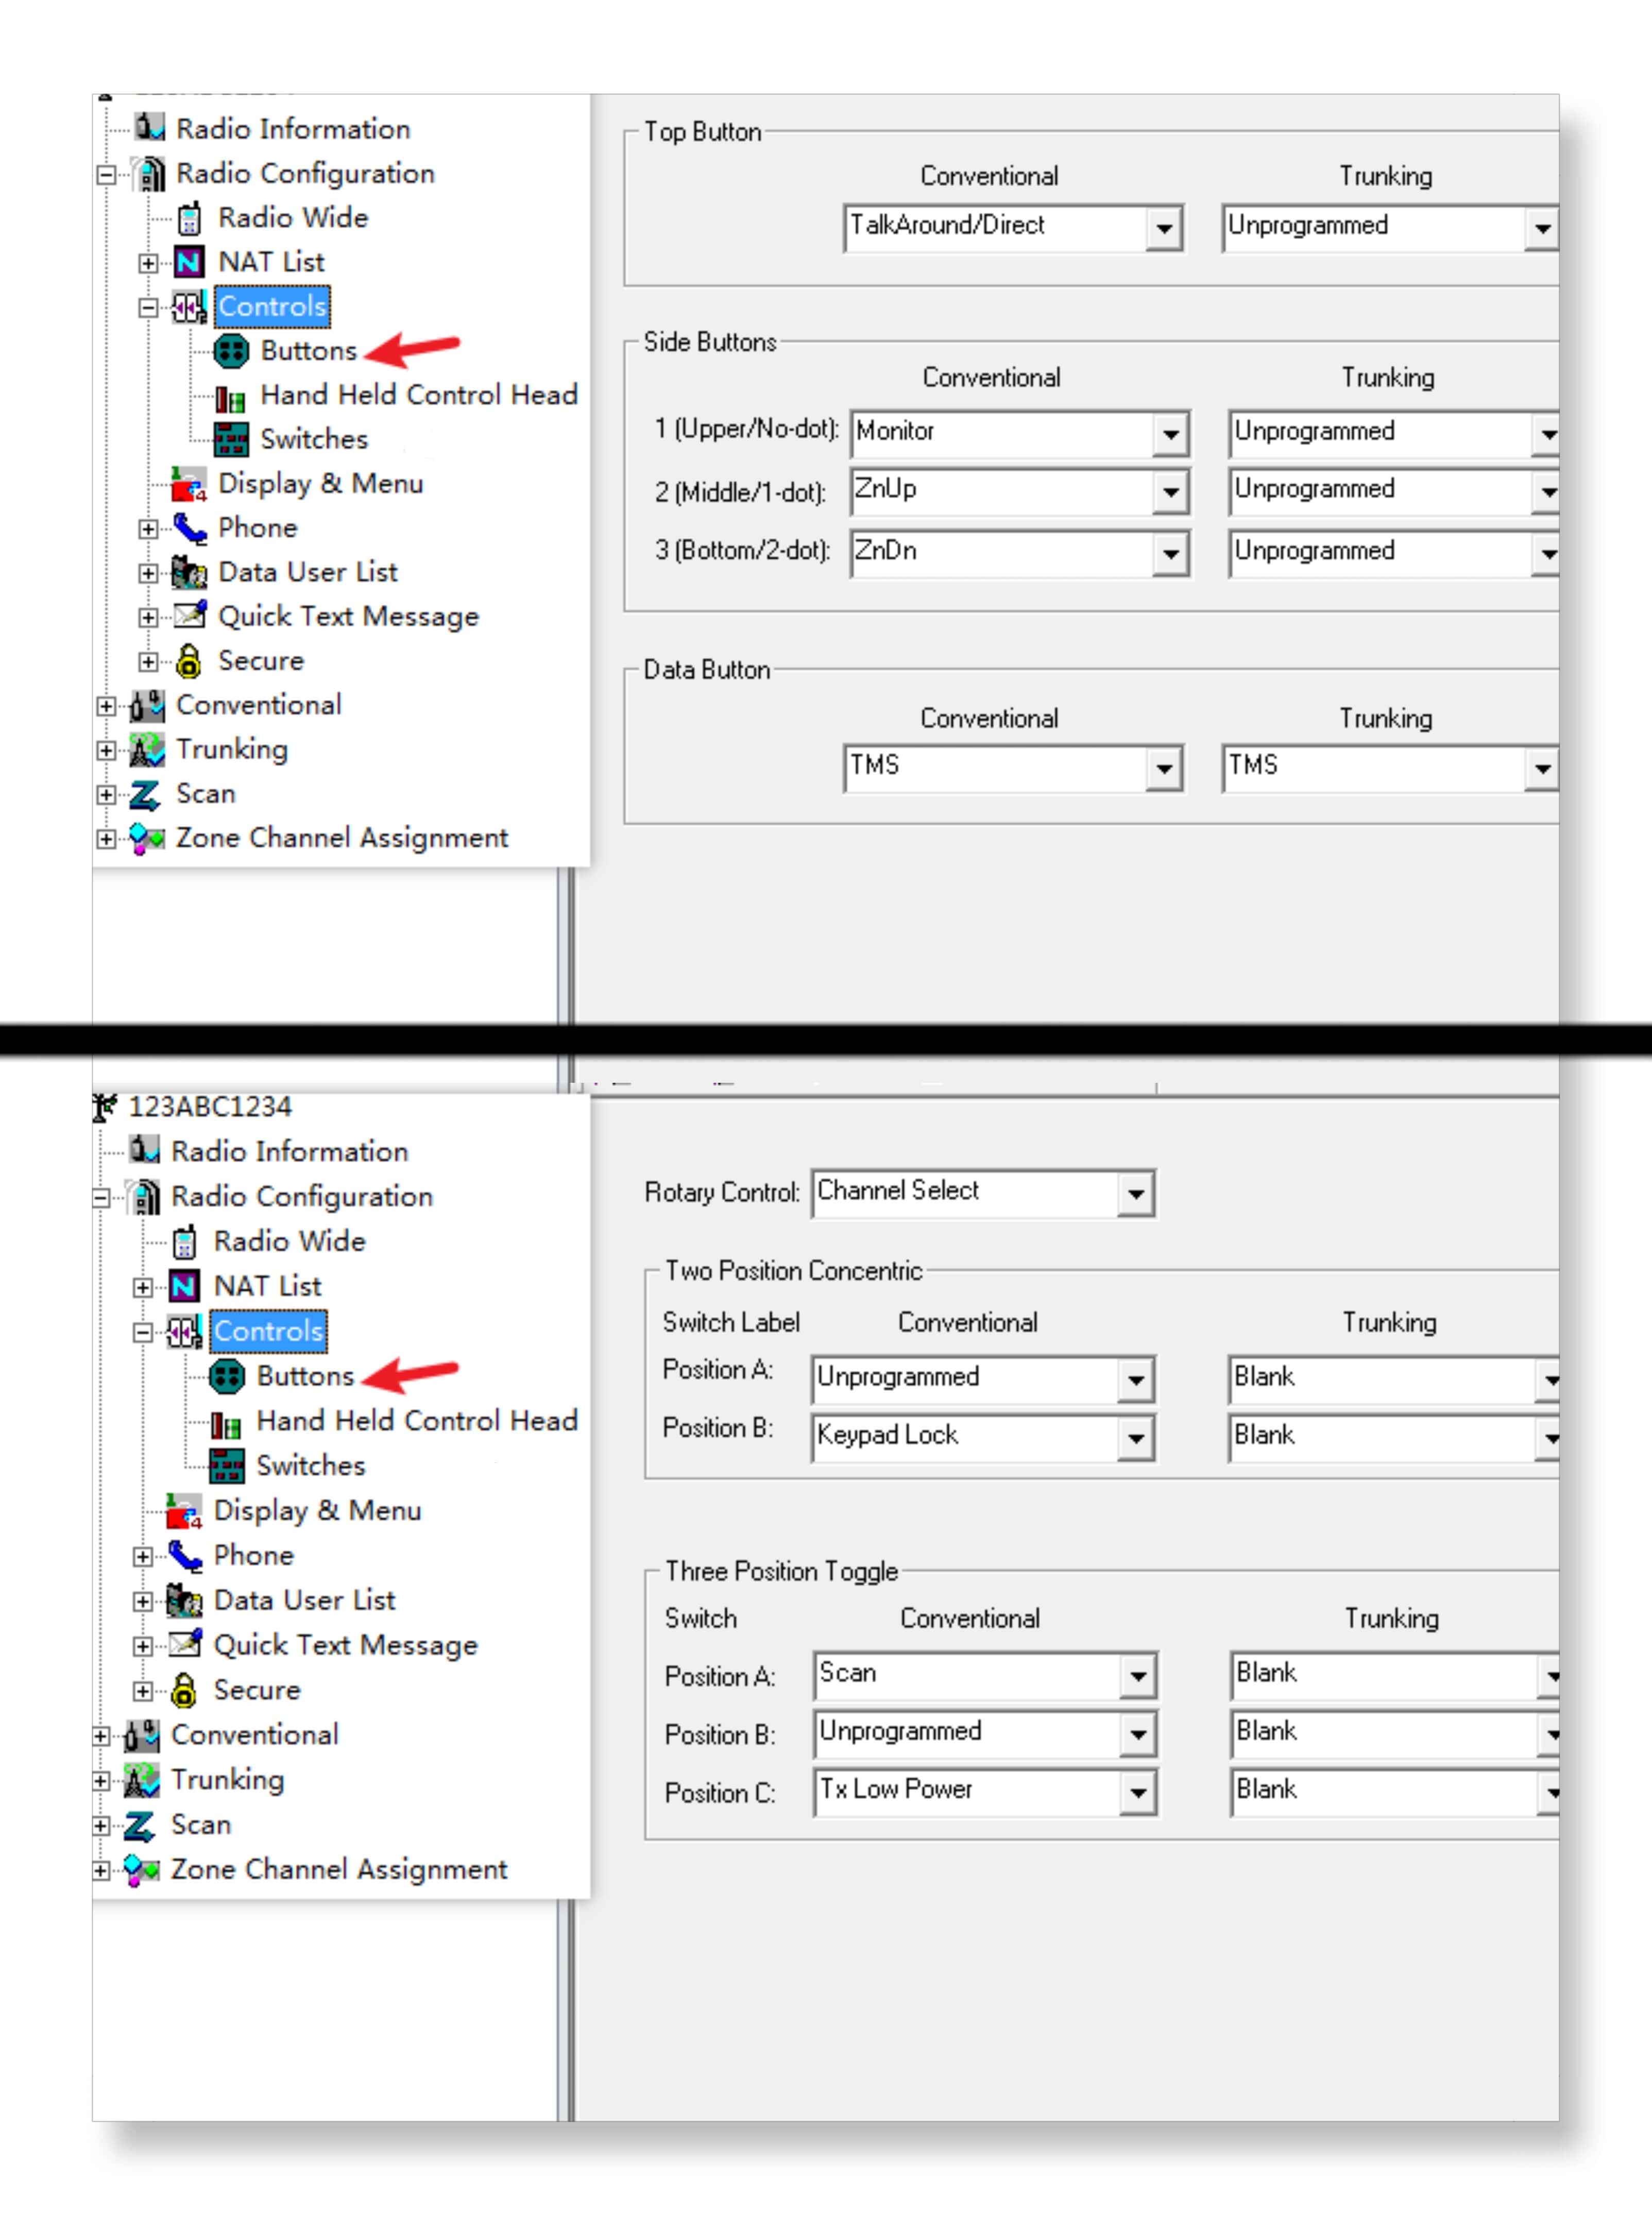 Radio Information
Radio Configuration
Radio Wide
NAT List
Controls
Buttons
Hand Held Control Head
Switches
Display & Menu
Phone
Data User List
Quick Text Message
Secure
Conventional
Trunking
Scan
Zone Channel Assignment
Top Button
Conventional Trunking
TalkAround/Direct Unprogrammed
Side Buttons
Conventional Trunking
1 (Upper/No-dot): Monitor Unprogrammed
2 (Middle/1-dot): ZnUp Unprogrammed
3 (Bottom/2-dot): ZnDn Unprogrammed
Data Button
Conventional Trunking
TMS TMS
123ABC1234
Radio Information
Radio Configuration
Radio Wide
NAT List
Controls
Buttons
Hand Held Control Head
Switches
Display & Menu
Phone
Data User List
Quick Text Message
Secure
Conventional
Trunking
Scan
Zone Channel Assignment
Rotary Control: Channel Select
Two Position Concentric
Switch Label Conventional Trunking
Position A: Unprogrammed Blank
Position B: Keypad Lock Blank
Three Position Toggle
Switch Conventional Trunking
Position A: Scan Blank
Position B: Unprogrammed Blank
Position C: Tx Low Power Blank